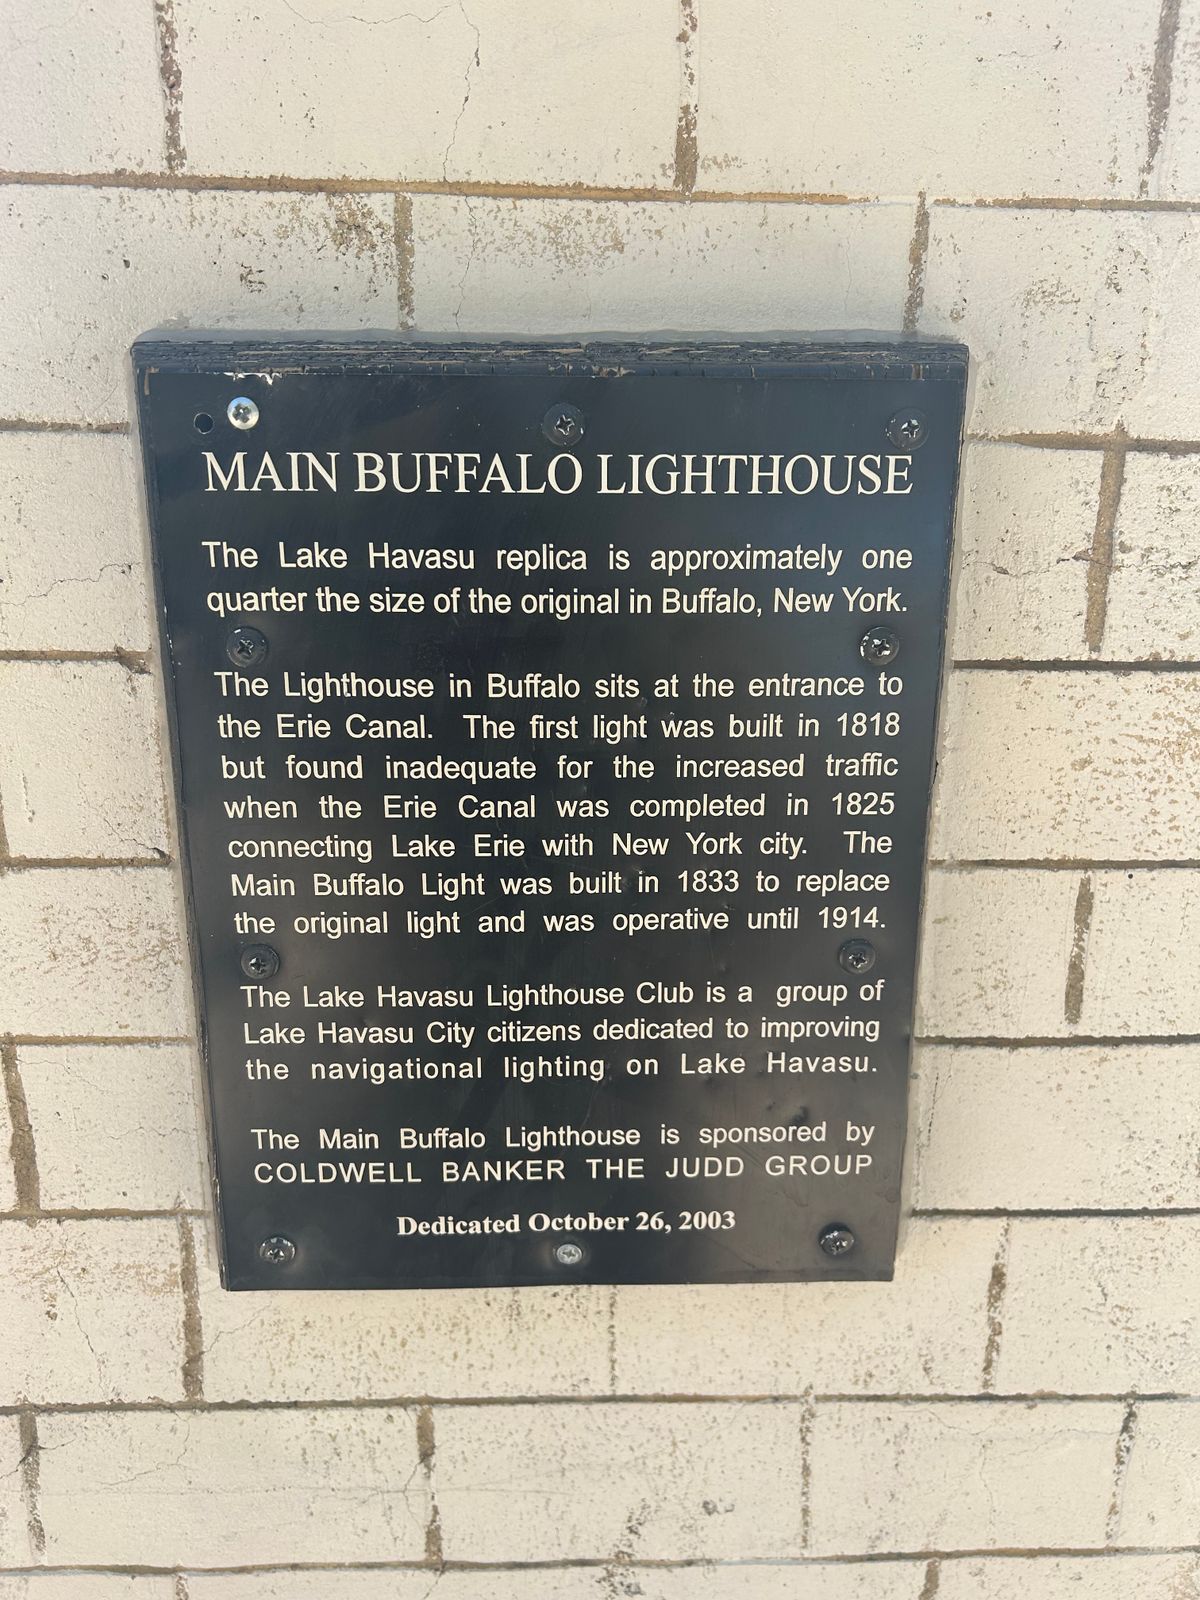 MAIN BUFFALO LIGHTHOUSE
The Lake Havasu replica is approximately one
quarter the size of the original in Buffalo, New York.
The Lighthouse in Buffalo sits at the entrance to
the Erie Canal. The first light was built in 1818
but found inadequate for the increased traffic
when the Erie Canal was completed in 1825
connecting Lake Erie with New York city. The
Main Buffalo Light was built in 1833 to replace
the original light and was operative until 1914.
The Lake Havasu Lighthouse Club is a group of
Lake Havasu City citizens dedicated to improving
the navigational lighting on Lake Havasu.
The Main Buffalo Lighthouse is sponsored by
COLDWELL BANKER THE JUDD GROUP
Dedicated October 26, 2003